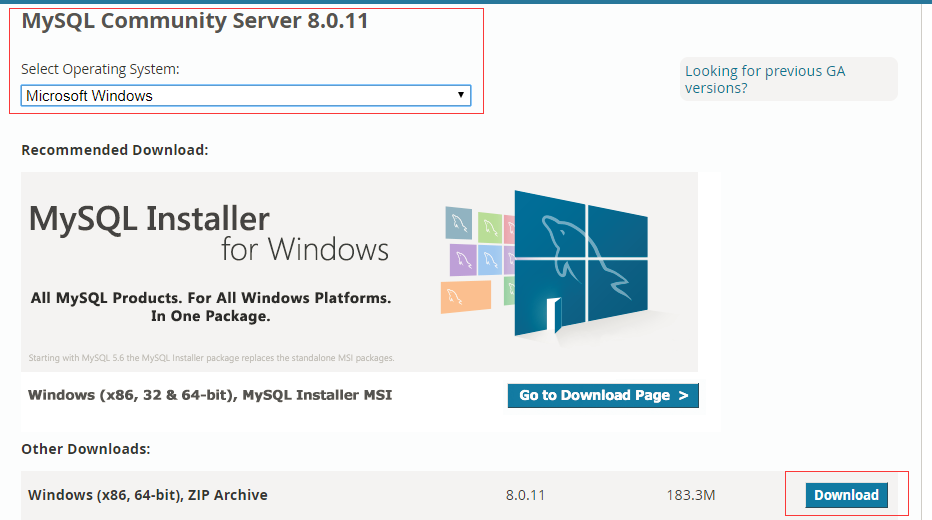 MySQL Community Server 8.0.11
Select Operating System:
Microsoft Windows
Looking for previous GA
versions?
Recommended Download:
MySQL Installer
for Windows
All MySQL Products. For All Windows Platforms.
In One Package.
Starting with MySQL 5.6 the MySQL Installer package replaces the standalone MSI packages.
Windows (x86, 32 & 64-bit), MySQL Installer MSI
Go to Download Page >
Other Downloads:
Windows (x86, 64-bit), ZIP Archive 8.0.11 183.3M Download